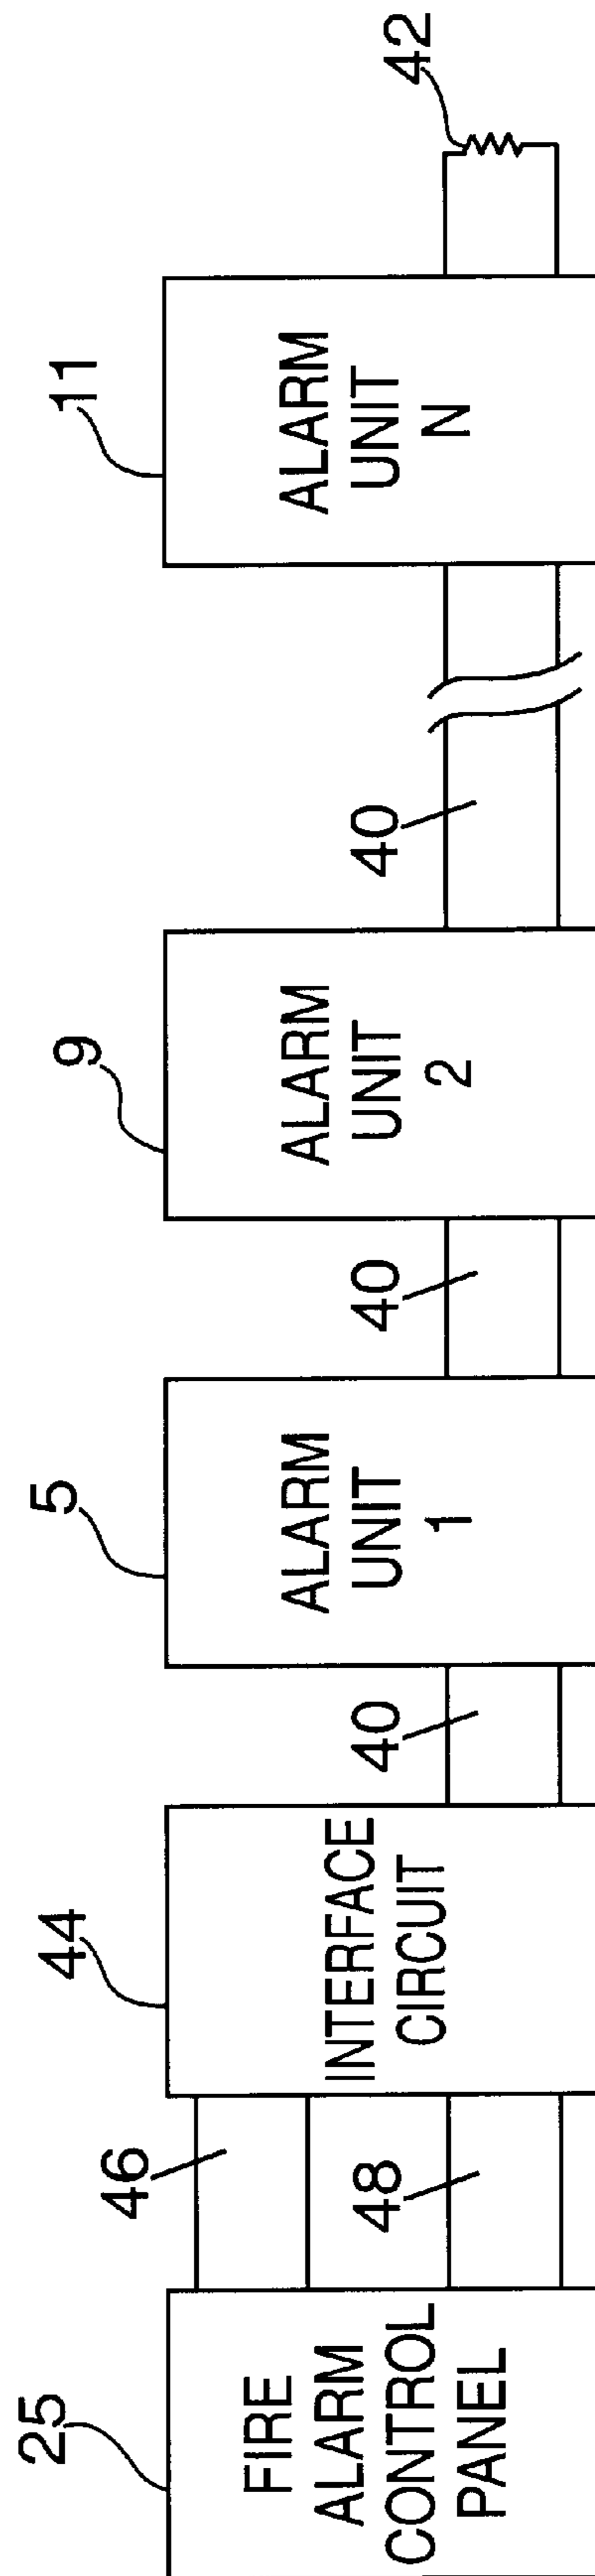 25
FIRE
ALARM
CONTROL
PANEL
46
48
44
INTERFACE
CIRCUIT
40
5
ALARM
UNIT
1
40
9
ALARM
UNIT
2
40
11
ALARM
UNIT
N
42